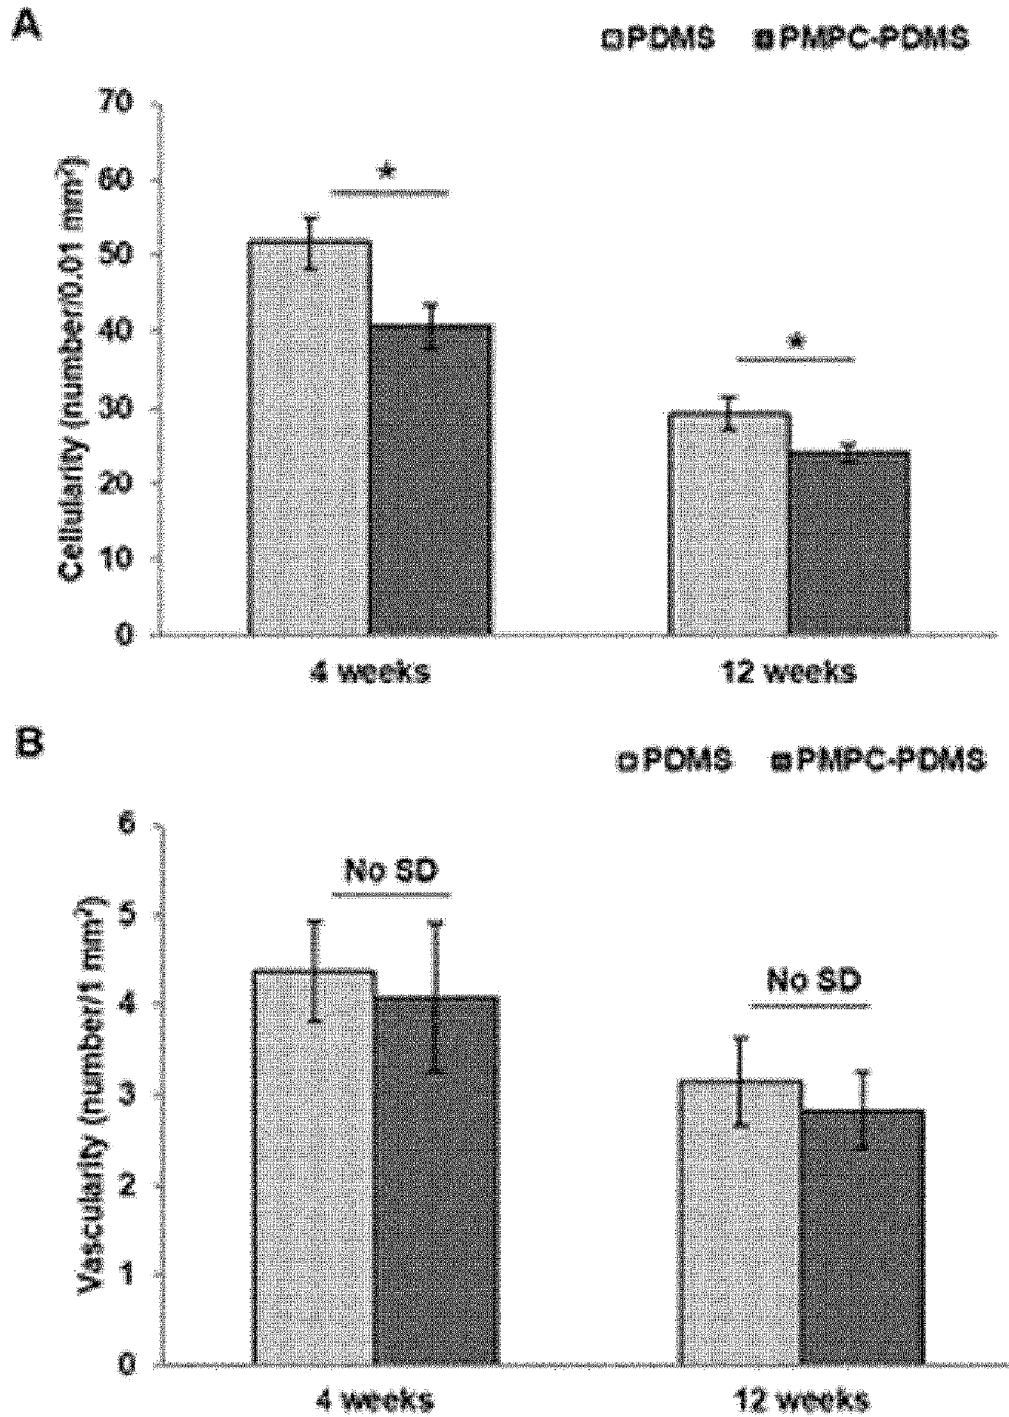 A
PDMS PMPC-PDMS
70
60
50
40
30
20
10
0
Cellularity (number/0.01 mm²)
*
*
4 weeks 12 weeks
B
PDMS PMPC-PDMS
6
5
4
3
2
1
0
Vascularity (number/1 mm²)
No SD
No SD
4 weeks 12 weeks